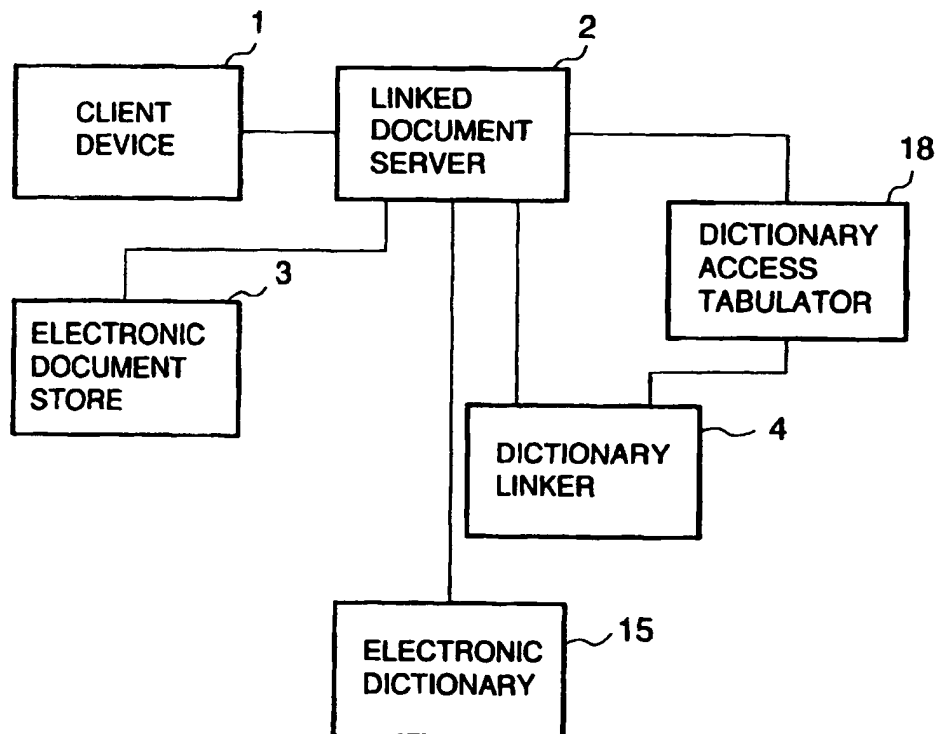 1
2
CLIENT
DEVICE
LINKED
DOCUMENT
SERVER
18
DICTIONARY
ACCESS
TABULATOR
3
ELECTRONIC
DOCUMENT
STORE
4
DICTIONARY
LINKER
15
ELECTRONIC
DICTIONARY